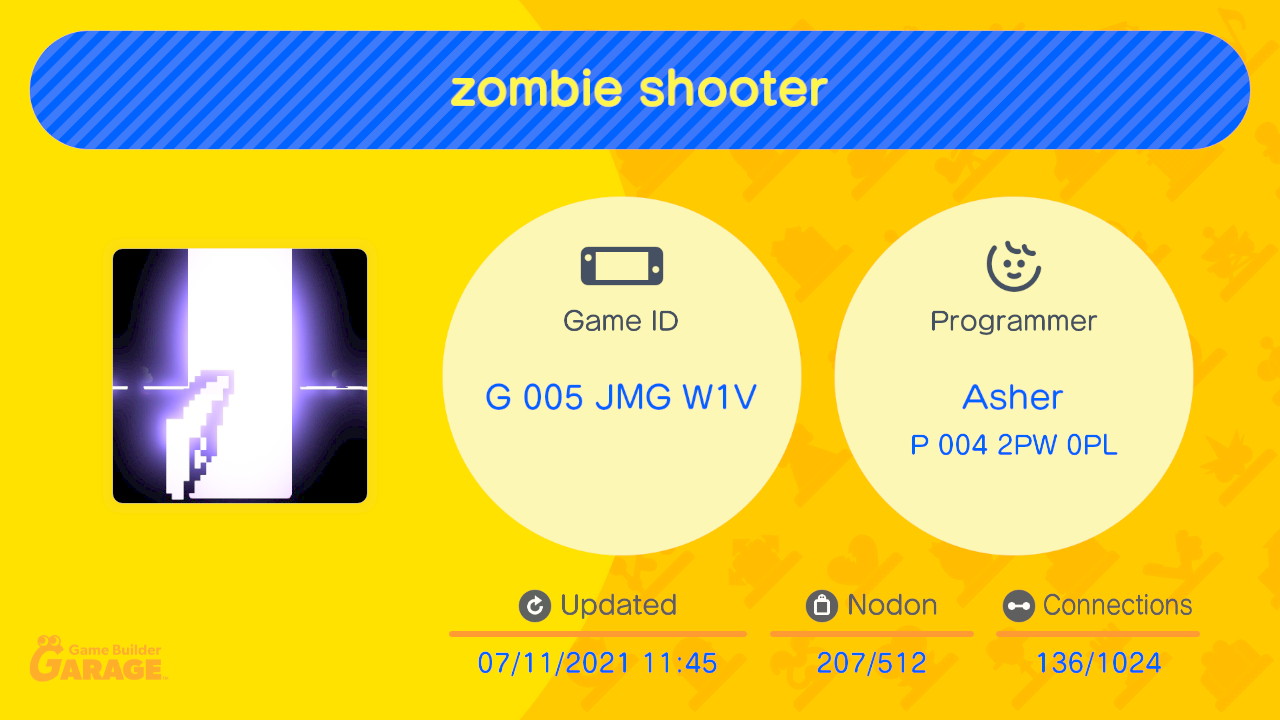 zombie shooter
Game ID
G 005 JMG W1V
Programmer
Asher
P 004 2PW 0PL
Updated
07/11/2021 11:45
Nodon
207/512
Connections
136/1024
Game Builder
GARAGE